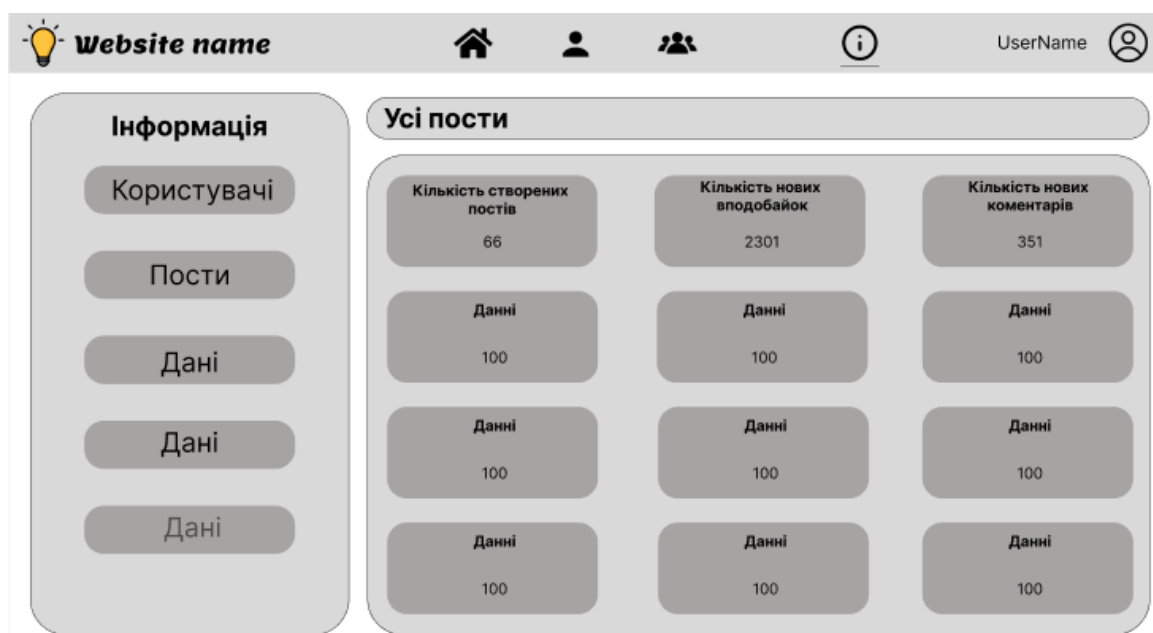 Website name
UserName
Інформація
Користувачі
Пости
Дані
Дані
Дані
Усі пости
Кількість створених
постів
66
Кількість нових
вподобайок
2301
Кількість нових
коментарів
351
Данні
100
Данні
100
Данні
100
Данні
100
Данні
100
Данні
100
Данні
100
Данні
100
Данні
100